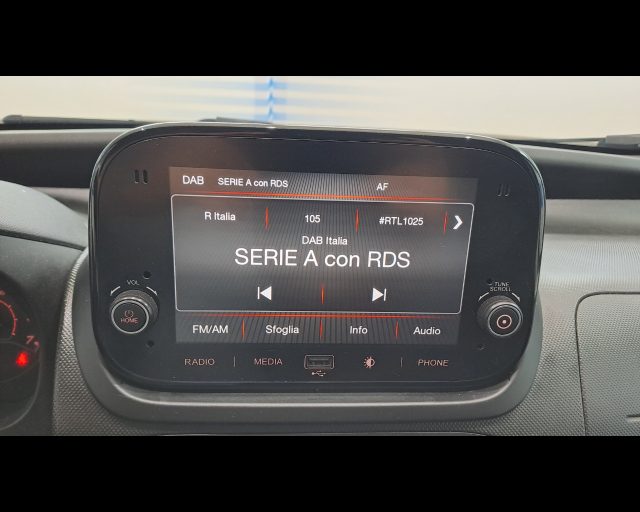 DAB SERIE A con RDS AF
R Italia 105 #RTL1025
DAB Italia
SERIE A con RDS
FM/AM Sfoglia Info Audio
VOL
HOME
TUNE
SCROLL
RADIO MEDIA PHONE
7